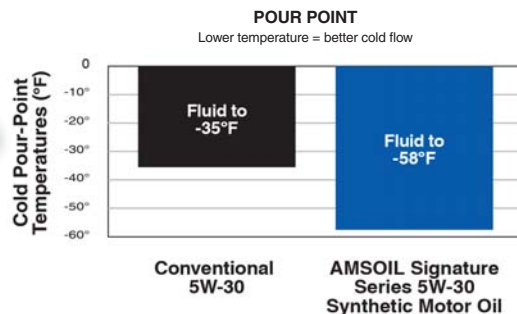 POUR POINT
Lower temperature = better cold flow
Cold Pour-Point
Temperatures (°F)
0
-10°
-20°
-30°
-40°
-50°
-60°
Fluid to
-35°F
Fluid to
-58°F
Conventional
5W-30
AMSOIL Signature
Series 5W-30
Synthetic Motor Oil